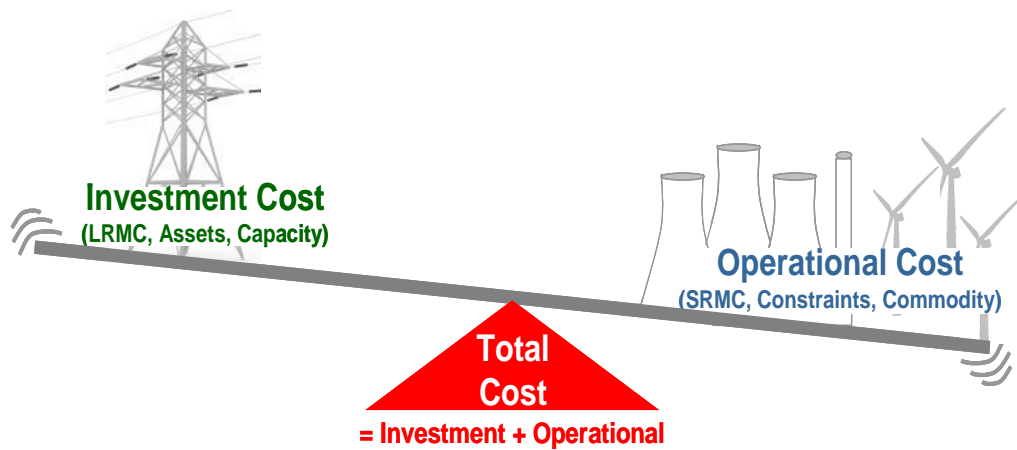 Investment Cost
(LRMC, Assets, Capacity)
Operational Cost
(SRMC, Constraints, Commodity)
Total
Cost
= Investment + Operational